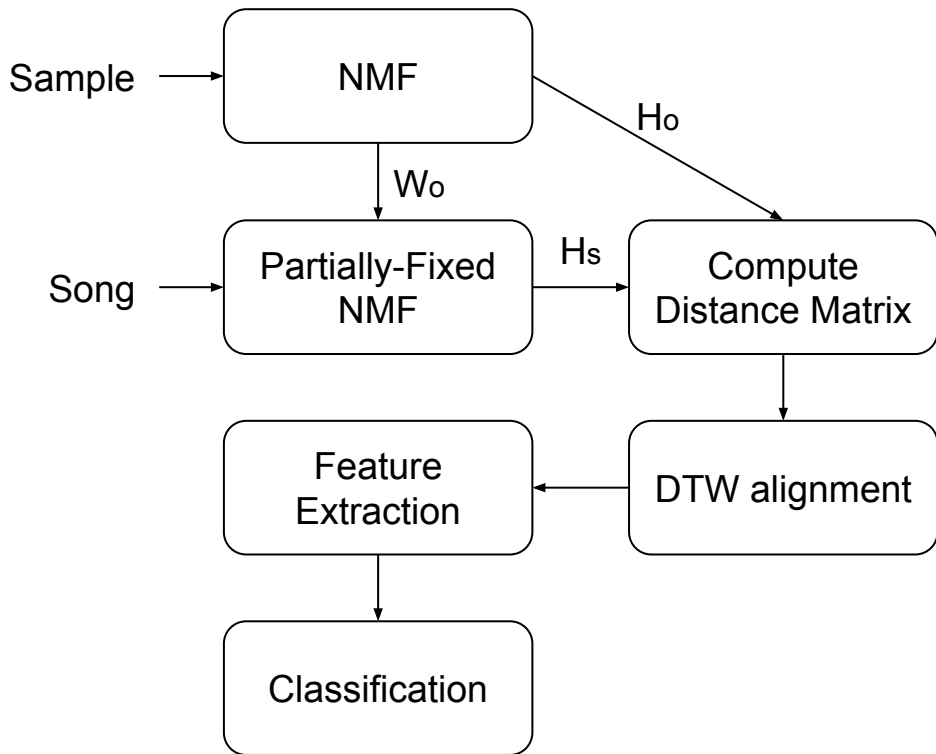 Sample
NMF
Ho
Wo
Song
Partially-Fixed
NMF
Hs
Compute
Distance Matrix
Feature
Extraction
DTW alignment
Classification